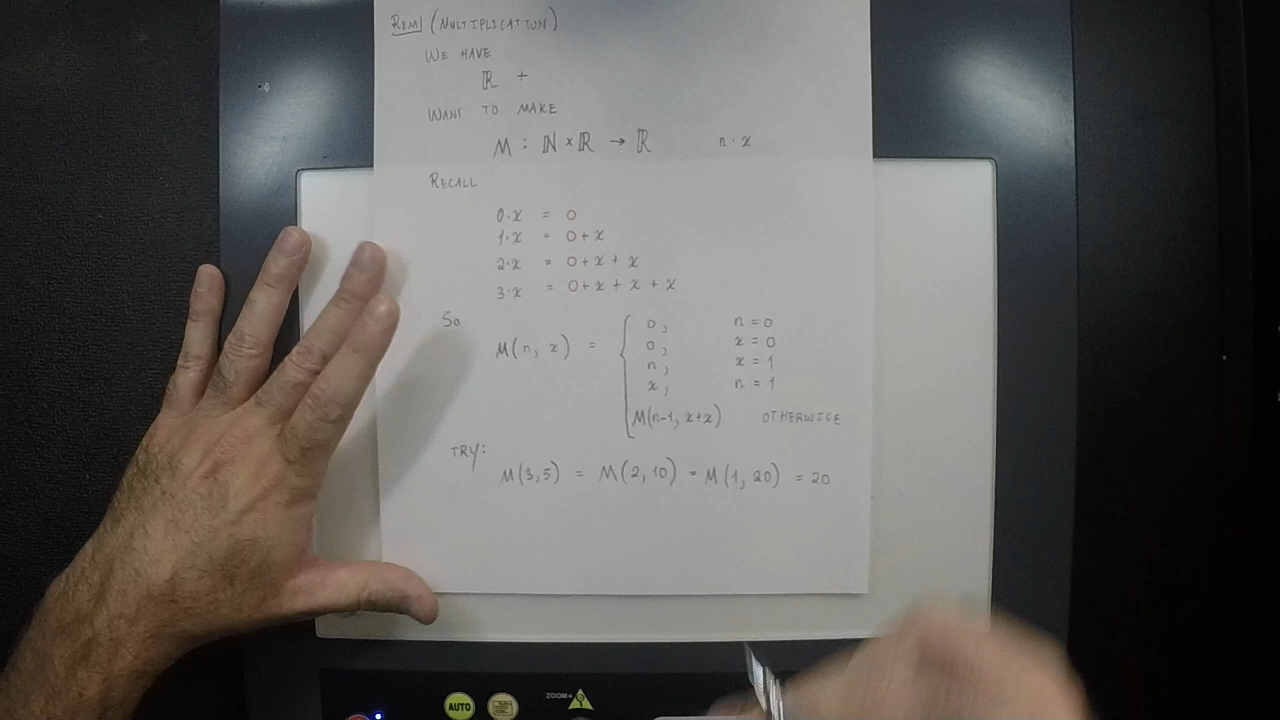 REM (MULTIPLICATION)
WE HAVE
ℝ +
WANT TO MAKE
M : ℕ × ℝ → ℝ n · x
RECALL
0·x = 0
1·x = 0 + x
2·x = 0 + x + x
3·x = 0 + x + x + x
SO
M(n, x) =
0, n = 0
0, x = 0
n, x = 1
x, n = 1
M(n-1, x+x) OTHERWISE
TRY:
M(3,5) = M(2, 10) = M(1, 20) = 20
AUTO
ZOOM+